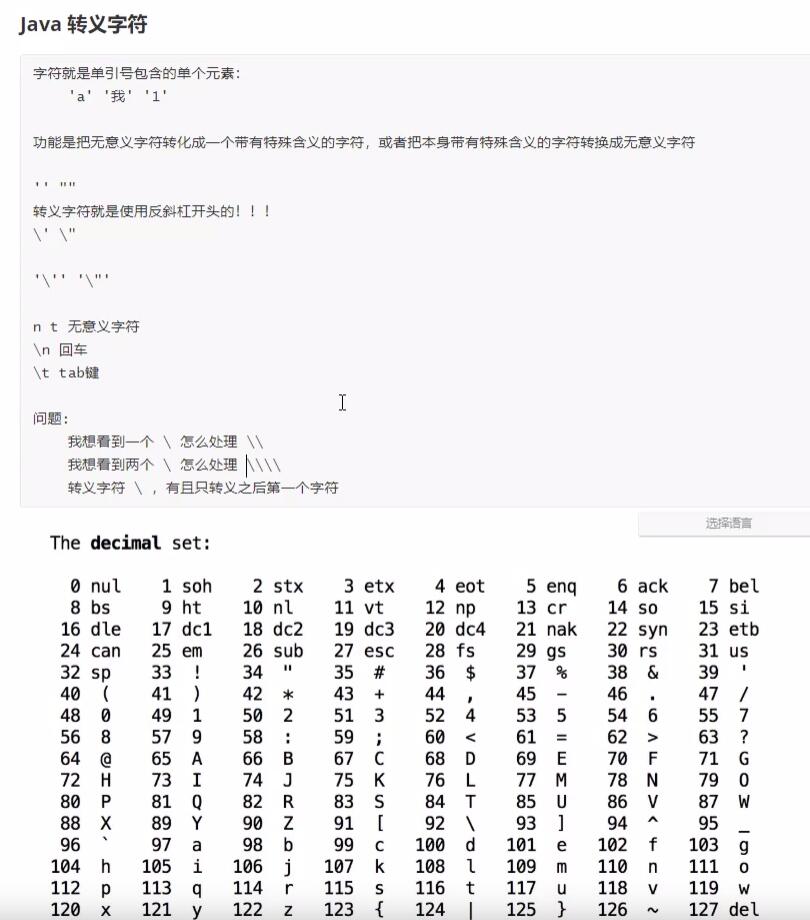 Java 转义字符
字符就是单引号包含的单个元素:
'a' '我' '1'
功能是把无意义字符转化成一个带有特殊含义的字符，或者把本身带有特殊含义的字符转换成无意义字符
'' ""
转义字符就是使用反斜杠开头的！！！
\' \"
'\'' '\"'
n t 无意义字符
\n 回车
\t tab键
问题:
我想看到一个 \ 怎么处理 \\
我想看到两个 \ 怎么处理 \\\\
转义字符 \ ，有且只转义之后第一个字符
选择语言
The decimal set:
0 nul 1 soh 2 stx 3 etx 4 eot 5 enq 6 ack 7 bel
8 bs 9 ht 10 nl 11 vt 12 np 13 cr 14 so 15 si
16 dle 17 dc1 18 dc2 19 dc3 20 dc4 21 nak 22 syn 23 etb
24 can 25 em 26 sub 27 esc 28 fs 29 gs 30 rs 31 us
32 sp 33 ! 34 " 35 # 36 $ 37 % 38 & 39 '
40 ( 41 ) 42 * 43 + 44 , 45 - 46 . 47 /
48 0 49 1 50 2 51 3 52 4 53 5 54 6 55 7
56 8 57 9 58 : 59 ; 60 < 61 = 62 > 63 ?
64 @ 65 A 66 B 67 C 68 D 69 E 70 F 71 G
72 H 73 I 74 J 75 K 76 L 77 M 78 N 79 O
80 P 81 Q 82 R 83 S 84 T 85 U 86 V 87 W
88 X 89 Y 90 Z 91 [ 92 \ 93 ] 94 ^ 95 _
96 ` 97 a 98 b 99 c 100 d 101 e 102 f 103 g
104 h 105 i 106 j 107 k 108 l 109 m 110 n 111 o
112 p 113 q 114 r 115 s 116 t 117 u 118 v 119 w
120 x 121 y 122 z 123 { 124 | 125 } 126 ~ 127 del